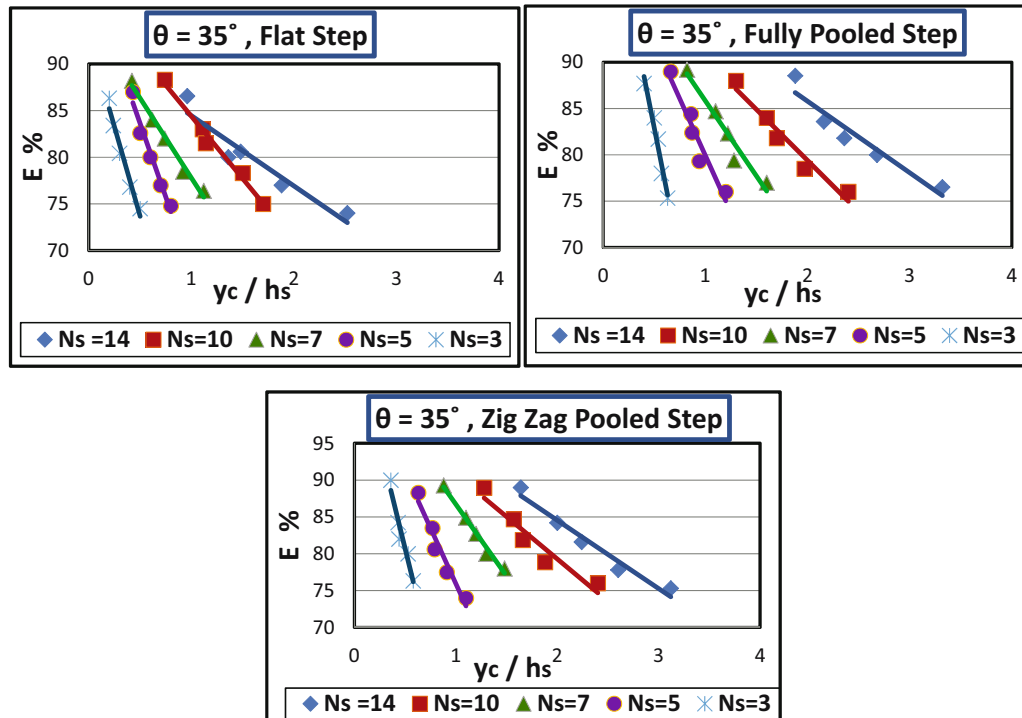 θ = 35° , Flat Step
90
85
80
75
70
E %
0 1 2 3 4
yc / hs
Ns =14 Ns=10 Ns=7 Ns=5 Ns=3
θ = 35° , Fully Pooled Step
90
85
80
75
70
E %
0 1 2 3 4
yc / hs
Ns =14 Ns=10 Ns=7 Ns=5 Ns=3
θ = 35° , Zig Zag Pooled Step
95
90
85
80
75
70
E %
0 1 2 3 4
yc / hs
Ns =14 Ns=10 Ns=7 Ns=5 Ns=3